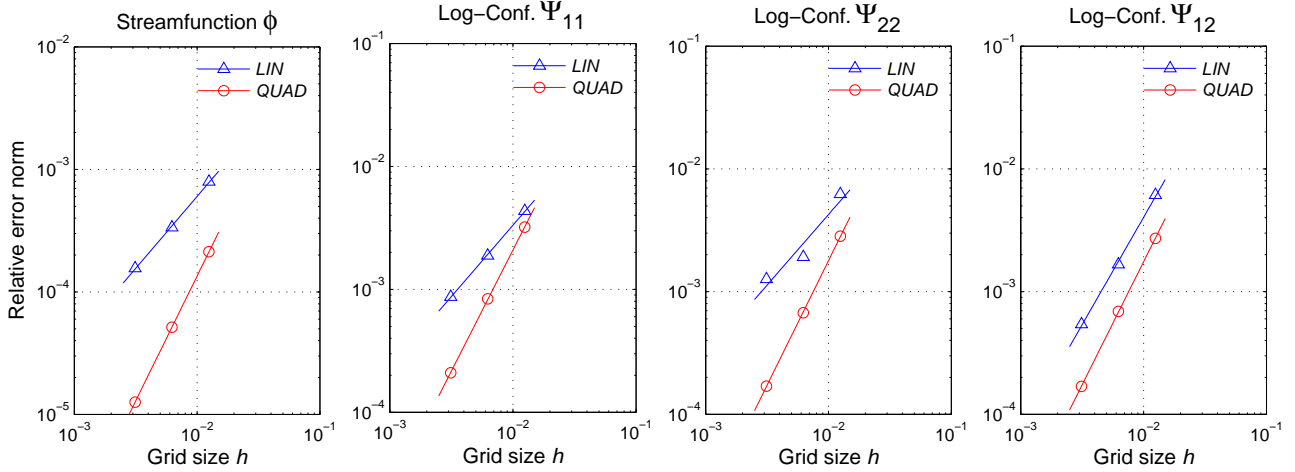 Streamfunction ϕ
Log−Conf. Ψ11
Log−Conf. Ψ22
Log−Conf. Ψ12
Relative error norm
10−2
10−3
10−4
10−5
LIN
QUAD
10−3
10−2
10−1
Grid size h
10−1
10−2
10−3
10−4
LIN
QUAD
10−3
10−2
10−1
Grid size h
10−1
10−2
10−3
10−4
LIN
QUAD
10−3
10−2
10−1
Grid size h
10−1
10−2
10−3
10−4
LIN
QUAD
10−3
10−2
10−1
Grid size h